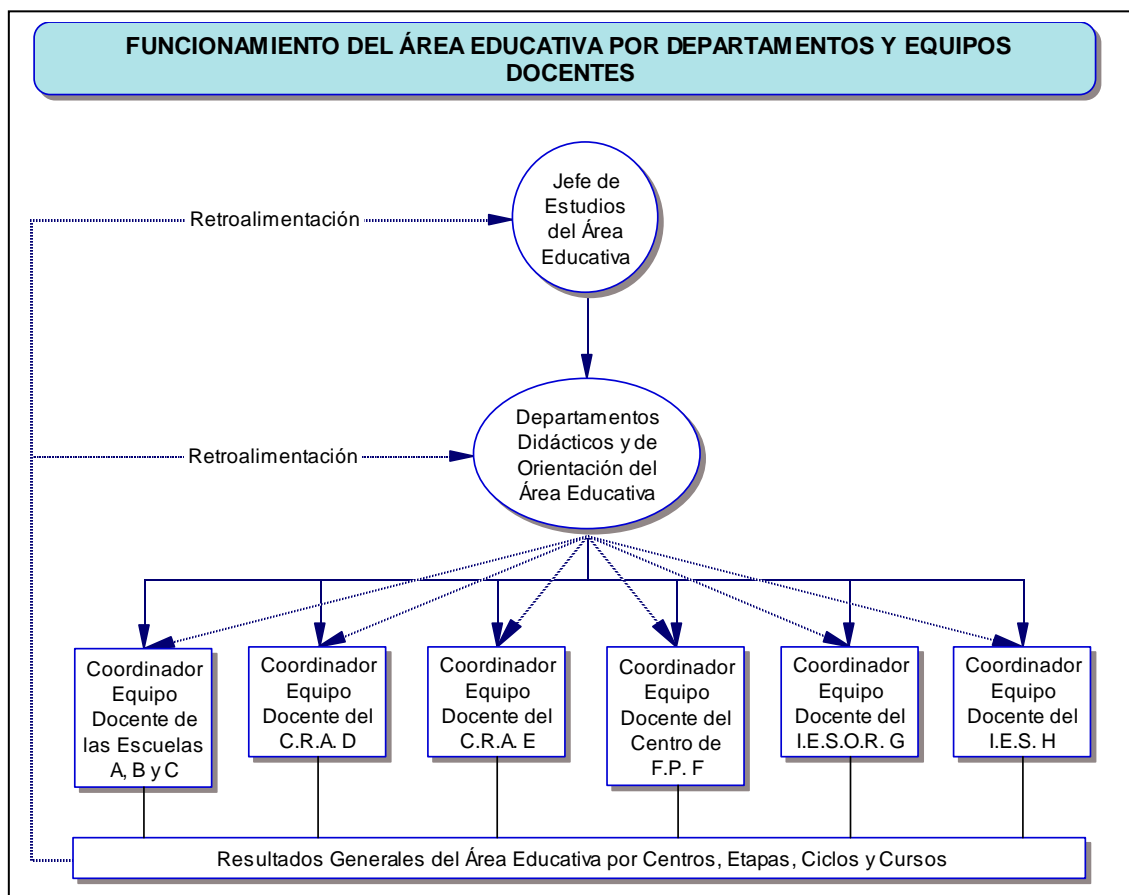 FUNCIONAMIENTO DEL ÁREA EDUCATIVA POR DEPARTAMENTOS Y EQUIPOS
DOCENTES
Jefe de
Estudios
del Área
Educativa
Retroalimentación
Departamentos
Didácticos y de
Orientación del
Área Educativa
Retroalimentación
Coordinador
Equipo
Docente de
las Escuelas
A, B y C
Coordinador
Equipo
Docente del
C.R.A. D
Coordinador
Equipo
Docente del
C.R.A. E
Coordinador
Equipo
Docente del
Centro de
F.P. F
Coordinador
Equipo
Docente del
I.E.S.O.R. G
Coordinador
Equipo
Docente del
I.E.S. H
Resultados Generales del Área Educativa por Centros, Etapas, Ciclos y Cursos